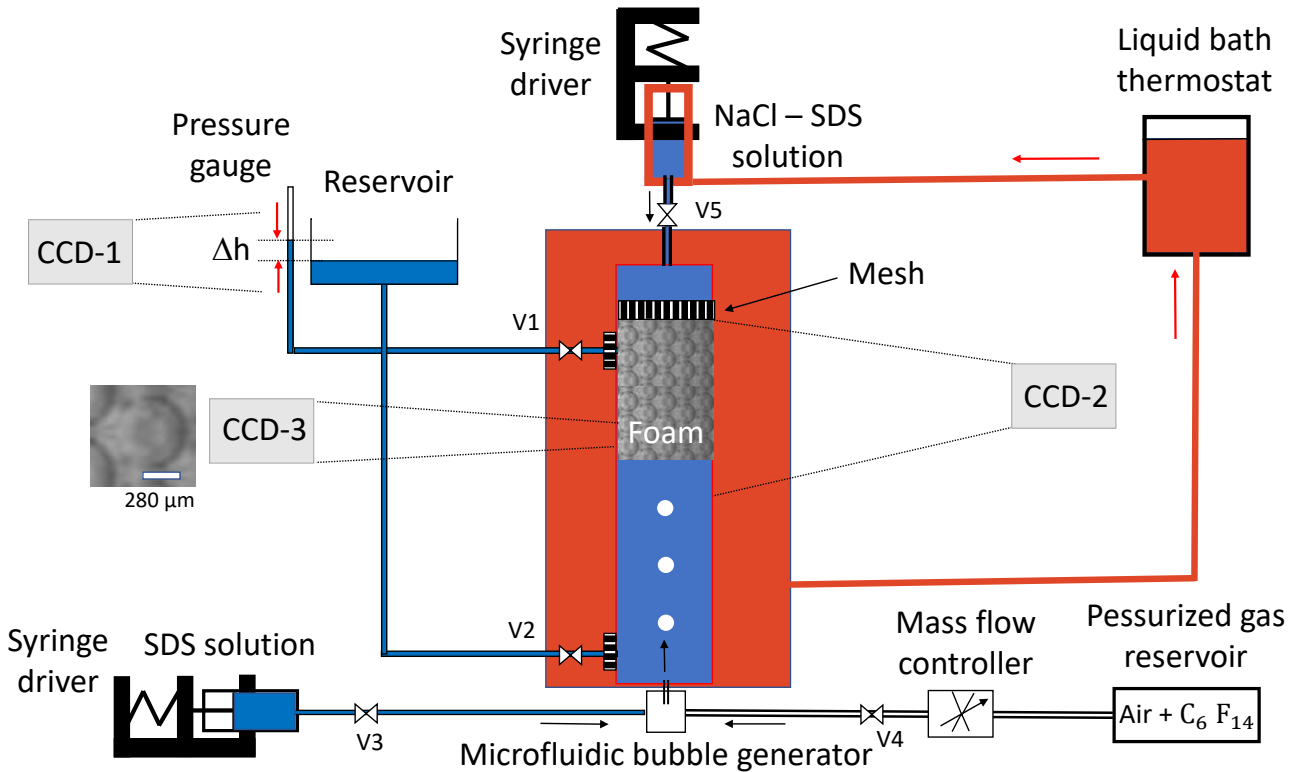 Syringe
driver
Liquid bath
thermostat
NaCl – SDS
solution
Pressure
gauge
Reservoir
V5
CCD-1
Δh
Mesh
V1
CCD-2
CCD-3
Foam
280 µm
V2
Syringe
driver
SDS solution
Mass flow
controller
Pessurized gas
reservoir
Air + C₆ F₁₄
V3
V4
Microfluidic bubble generator